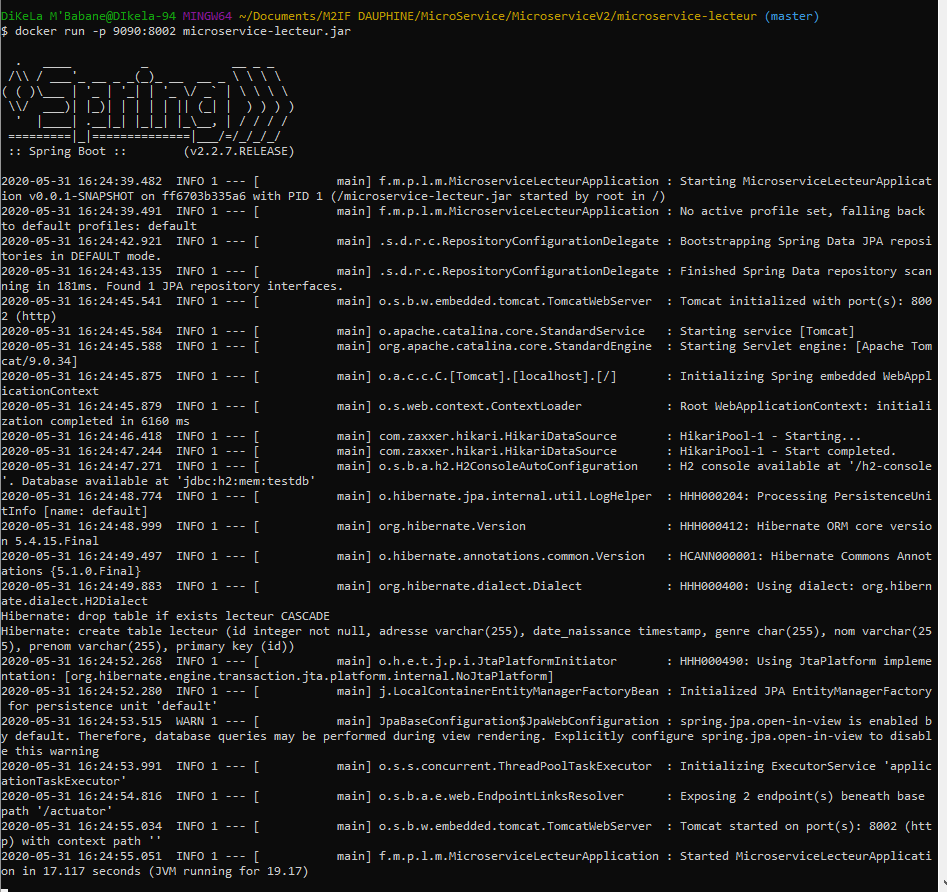 DiKeLa M'Babane@DIkela-94 MINGW64 ~/Documents/M2IF DAUPHINE/MicroService/MicroserviceV2/microservice-lecteur (master)
$ docker run -p 9090:8002 microservice-lecteur.jar
  .   ____          _            __ _ _
 /\\ / ___'_ __ _ _(_)_ __  __ _ \ \ \ \
( ( )\___ | '_ | '_| | '_ \/ _` | \ \ \ \
 \\/  ___)| |_)| | | | | || (_| |  ) ) ) )
  '  |____| .__|_| |_|_| |_\__, | / / / /
 =========|_|==============|___/=/_/_/_/
 :: Spring Boot ::        (v2.2.7.RELEASE)
2020-05-31 16:24:39.482  INFO 1 --- [           main] f.m.p.l.m.MicroserviceLecteurApplication : Starting MicroserviceLecteurApplicat
ion v0.0.1-SNAPSHOT on ff6703b335a6 with PID 1 (/microservice-lecteur.jar started by root in /)
2020-05-31 16:24:39.491  INFO 1 --- [           main] f.m.p.l.m.MicroserviceLecteurApplication : No active profile set, falling back
to default profiles: default
2020-05-31 16:24:42.921  INFO 1 --- [           main] .s.d.r.c.RepositoryConfigurationDelegate : Bootstrapping Spring Data JPA reposi
tories in DEFAULT mode.
2020-05-31 16:24:43.135  INFO 1 --- [           main] .s.d.r.c.RepositoryConfigurationDelegate : Finished Spring Data repository scan
ning in 181ms. Found 1 JPA repository interfaces.
2020-05-31 16:24:45.541  INFO 1 --- [           main] o.s.b.w.embedded.tomcat.TomcatWebServer  : Tomcat initialized with port(s): 800
2 (http)
2020-05-31 16:24:45.584  INFO 1 --- [           main] o.apache.catalina.core.StandardService   : Starting service [Tomcat]
2020-05-31 16:24:45.588  INFO 1 --- [           main] org.apache.catalina.core.StandardEngine  : Starting Servlet engine: [Apache Tom
cat/9.0.34]
2020-05-31 16:24:45.875  INFO 1 --- [           main] o.a.c.c.C.[Tomcat].[localhost].[/]       : Initializing Spring embedded WebAppl
icationContext
2020-05-31 16:24:45.879  INFO 1 --- [           main] o.s.web.context.ContextLoader            : Root WebApplicationContext: initiali
zation completed in 6160 ms
2020-05-31 16:24:46.418  INFO 1 --- [           main] com.zaxxer.hikari.HikariDataSource       : HikariPool-1 - Starting...
2020-05-31 16:24:47.244  INFO 1 --- [           main] com.zaxxer.hikari.HikariDataSource       : HikariPool-1 - Start completed.
2020-05-31 16:24:47.271  INFO 1 --- [           main] o.s.b.a.h2.H2ConsoleAutoConfiguration    : H2 console available at '/h2-console
'. Database available at 'jdbc:h2:mem:testdb'
2020-05-31 16:24:48.774  INFO 1 --- [           main] o.hibernate.jpa.internal.util.LogHelper  : HHH000204: Processing PersistenceUni
tInfo [name: default]
2020-05-31 16:24:48.999  INFO 1 --- [           main] org.hibernate.Version                    : HHH000412: Hibernate ORM core versio
n 5.4.15.Final
2020-05-31 16:24:49.497  INFO 1 --- [           main] o.hibernate.annotations.common.Version   : HCANN000001: Hibernate Commons Annot
ations {5.1.0.Final}
2020-05-31 16:24:49.883  INFO 1 --- [           main] org.hibernate.dialect.Dialect            : HHH000400: Using dialect: org.hibern
ate.dialect.H2Dialect
Hibernate: drop table if exists lecteur CASCADE
Hibernate: create table lecteur (id integer not null, adresse varchar(255), date_naissance timestamp, genre char(255), nom varchar(25
5), prenom varchar(255), primary key (id))
2020-05-31 16:24:52.268  INFO 1 --- [           main] o.h.e.t.j.p.i.JtaPlatformInitiator       : HHH000490: Using JtaPlatform impleme
ntation: [org.hibernate.engine.transaction.jta.platform.internal.NoJtaPlatform]
2020-05-31 16:24:52.280  INFO 1 --- [           main] j.LocalContainerEntityManagerFactoryBean : Initialized JPA EntityManagerFactory
 for persistence unit 'default'
2020-05-31 16:24:53.515  WARN 1 --- [           main] JpaBaseConfiguration$JpaWebConfiguration : spring.jpa.open-in-view is enabled b
y default. Therefore, database queries may be performed during view rendering. Explicitly configure spring.jpa.open-in-view to disabl
e this warning
2020-05-31 16:24:53.991  INFO 1 --- [           main] o.s.s.concurrent.ThreadPoolTaskExecutor  : Initializing ExecutorService 'applic
ationTaskExecutor'
2020-05-31 16:24:54.816  INFO 1 --- [           main] o.s.b.a.e.web.EndpointLinksResolver      : Exposing 2 endpoint(s) beneath base
path '/actuator'
2020-05-31 16:24:55.034  INFO 1 --- [           main] o.s.b.w.embedded.tomcat.TomcatWebServer  : Tomcat started on port(s): 8002 (htt
p) with context path ''
2020-05-31 16:24:55.051  INFO 1 --- [           main] f.m.p.l.m.MicroserviceLecteurApplication : Started MicroserviceLecteurApplicati
on in 17.117 seconds (JVM running for 19.17)